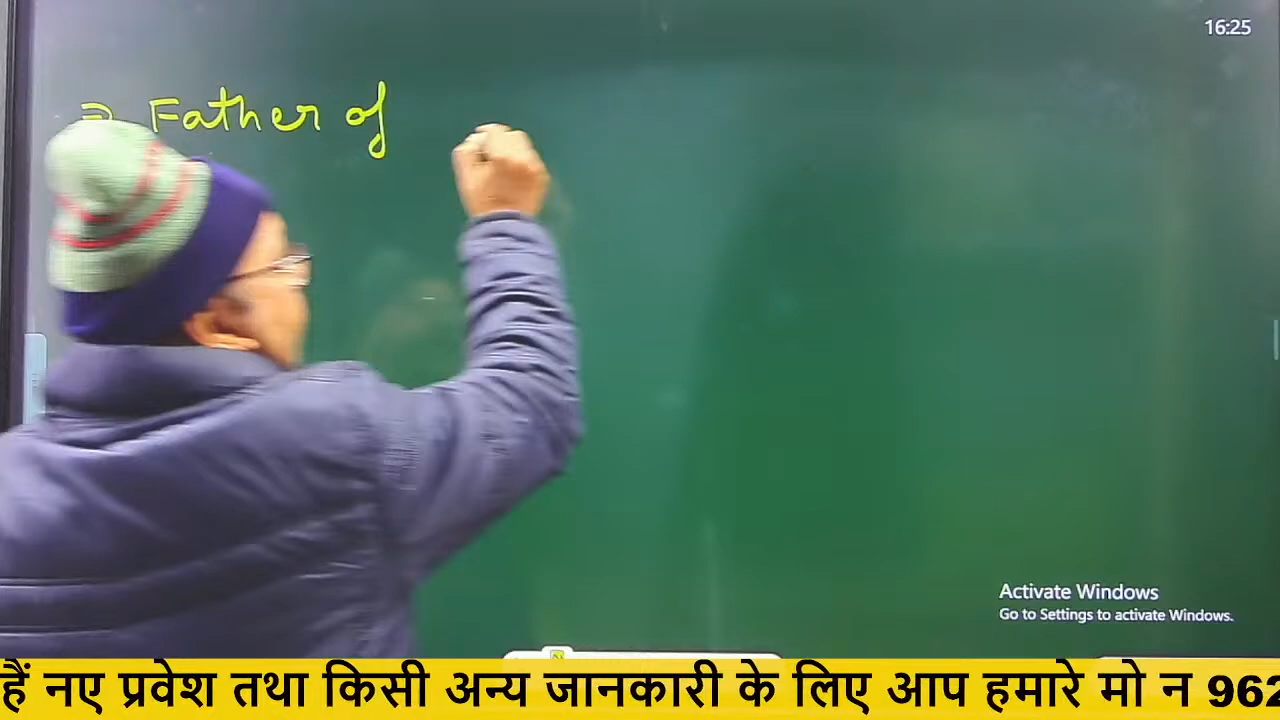 16:25
⇒ Father of
Activate Windows
Go to Settings to activate Windows.
हैं नए प्रवेश तथा किसी अन्य जानकारी के लिए आप हमारे मो न 962